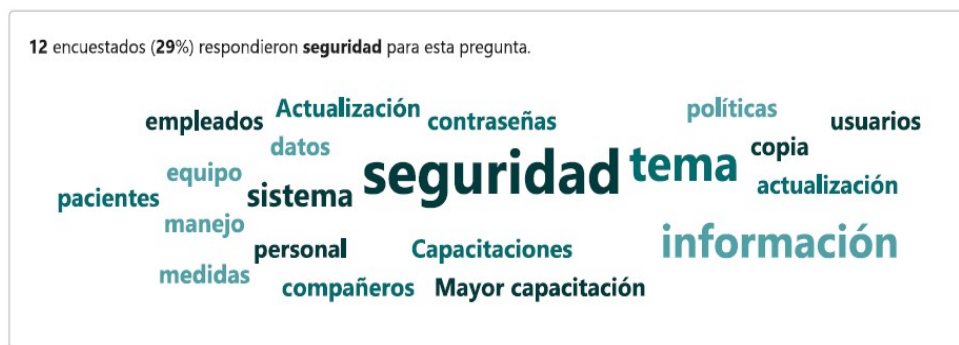 12 encuestados (29%) respondieron seguridad para esta pregunta.
Actualización
políticas
empleados
contraseñas
usuarios
datos
copia
seguridad
tema
equipo
actualización
pacientes
sistema
manejo
información
personal
Capacitaciones
medidas
compañeros
Mayor capacitación